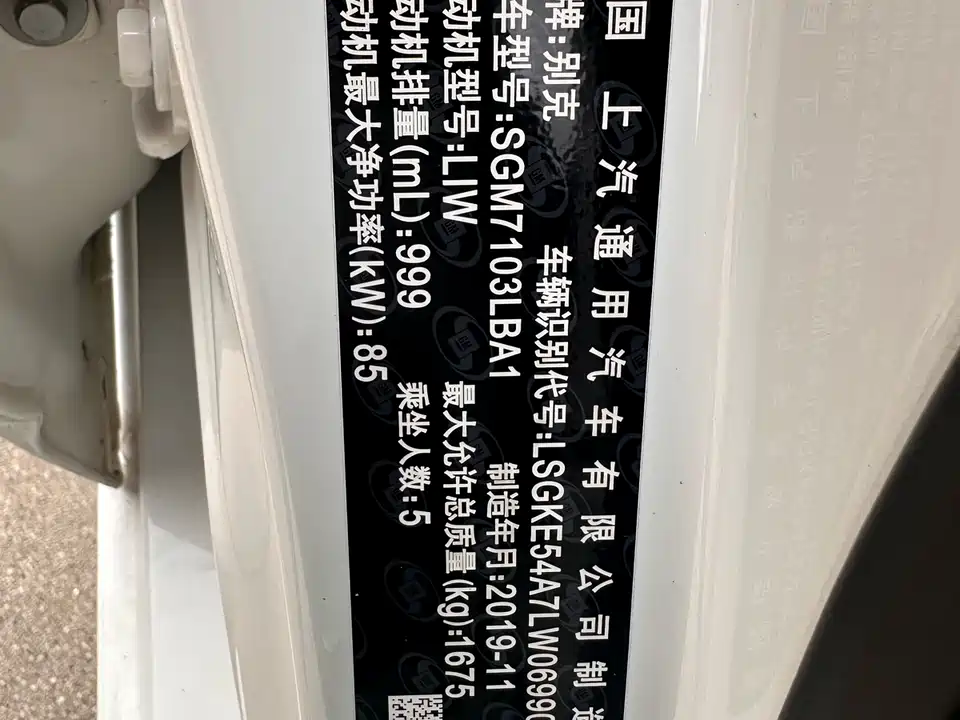 国 上汽通用汽车有限公司 制造
牌:别克 车辆识别代号:LSGKE54A7LW0699
车型号:SGM7103LBA1 制造年月:2019-11
动机型号:LIW 最大允许总质量(kg):1675
动机排量(mL):999 乘坐人数:5
动机最大净功率(kW):85